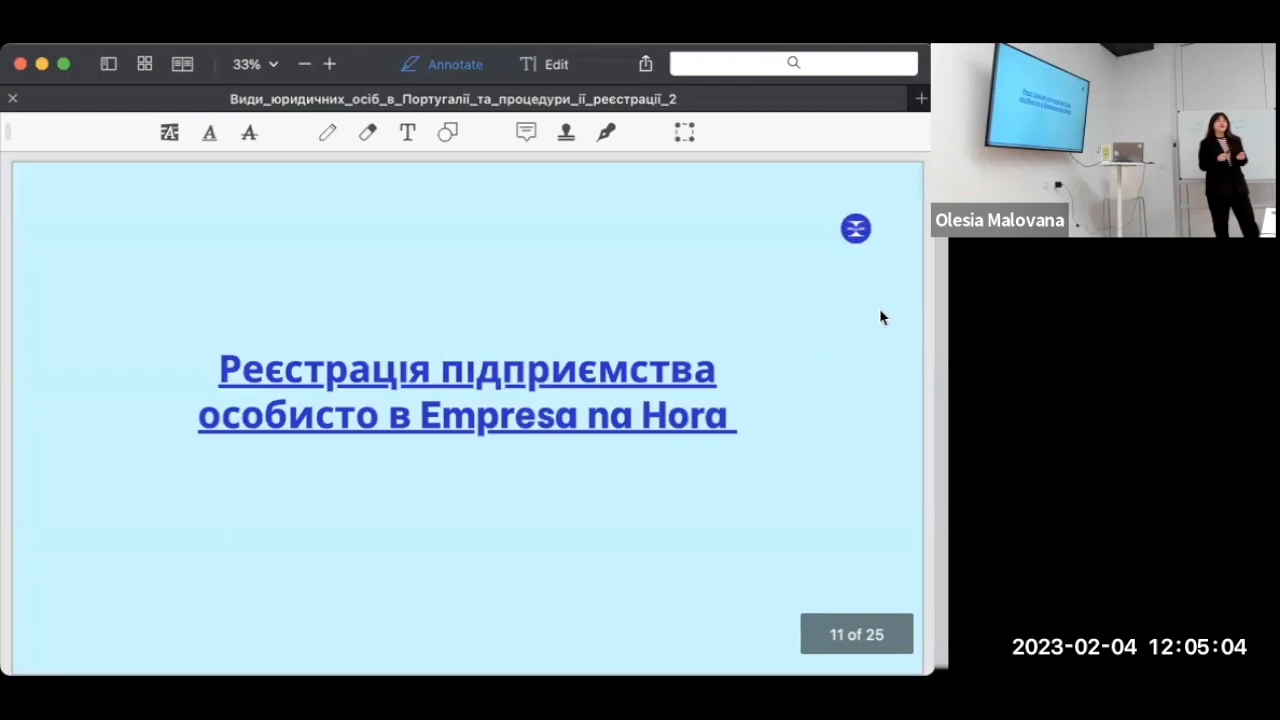 33%
Annotate
T Edit
Види_юридичних_осіб_в_Португалії_та_процедури_її_реєстрації_2
Olesia Malovana
Реєстрація підприємства
особисто в Empresa na Hora
11 of 25
2023-02-04 12:05:04